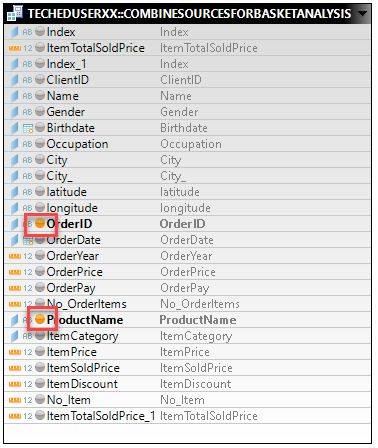 TECHEDUSERXX::COMBINESOURCESFORBASKETANALYSIS
AB Index Index
12 ItemTotalSoldPrice ItemTotalSoldPrice
AB Index_1 Index
AB ClientID ClientID
AB Name Name
AB Gender Gender
Birthdate Birthdate
AB Occupation Occupation
AB City City
AB City_ City_
AB latitude latitude
AB longitude longitude
AB OrderID OrderID
OrderDate OrderDate
12 OrderYear OrderYear
12 OrderPrice OrderPrice
12 OrderPay OrderPay
12 No_OrderItems No_OrderItems
AB ProductName ProductName
AB ItemCategory ItemCategory
12 ItemPrice ItemPrice
12 ItemSoldPrice ItemSoldPrice
12 ItemDiscount ItemDiscount
12 No_Item No_Item
12 ItemTotalSoldPrice_1 ItemTotalSoldPrice